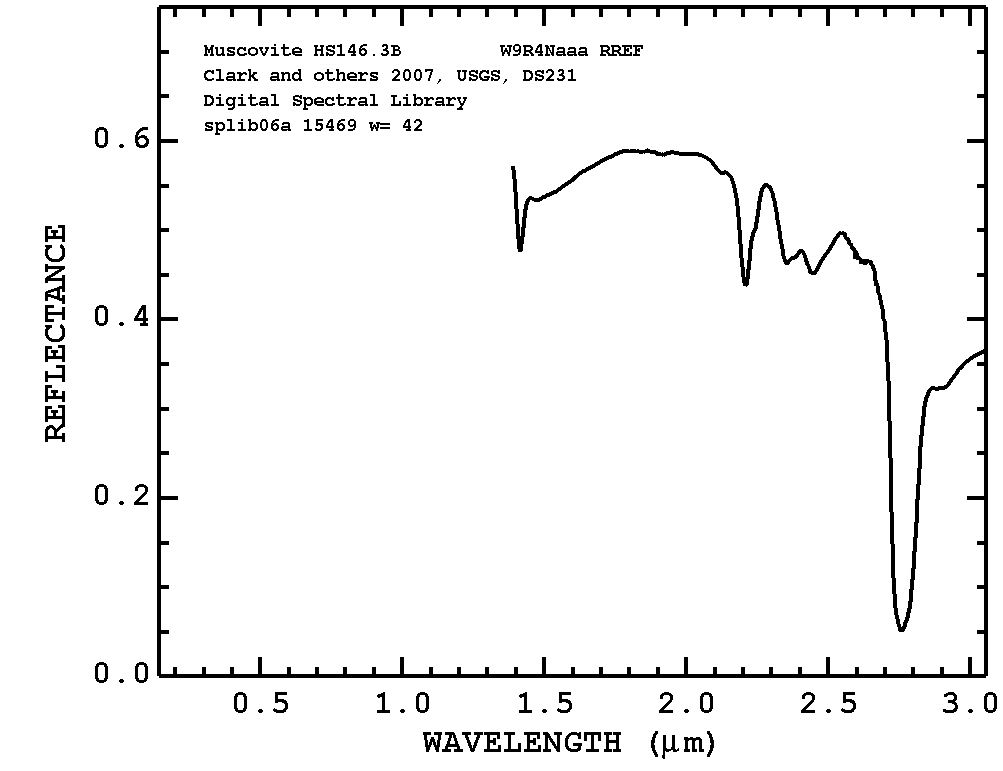 Muscovite HS146.3B W9R4Naaa RREF
Clark and others 2007, USGS, DS231
Digital Spectral Library
splib06a 15469 w= 42
0.6
0.4
0.2
0.0
REFLECTANCE
0.5 1.0 1.5 2.0 2.5 3.0
WAVELENGTH (μm)